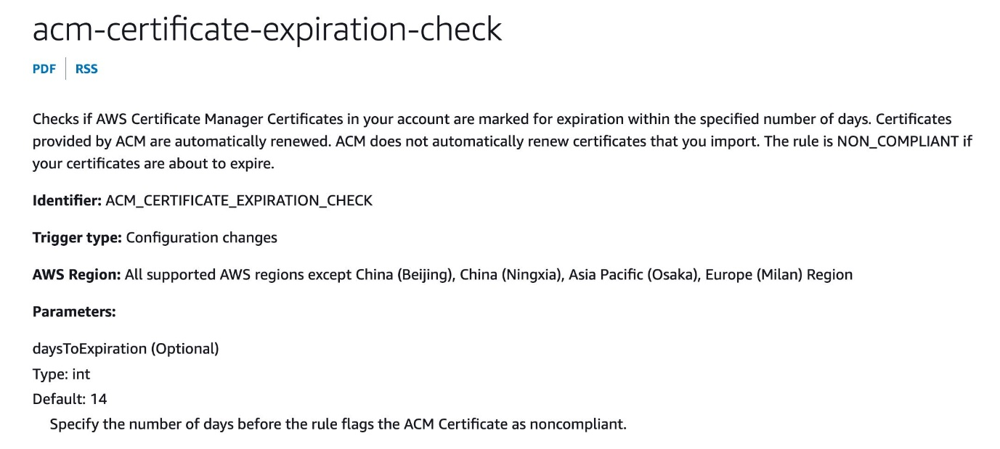 acm-certificate-expiration-check
PDF RSS
Checks if AWS Certificate Manager Certificates in your account are marked for expiration within the specified number of days. Certificates
provided by ACM are automatically renewed. ACM does not automatically renew certificates that you import. The rule is NON_COMPLIANT if
your certificates are about to expire.
Identifier: ACM_CERTIFICATE_EXPIRATION_CHECK
Trigger type: Configuration changes
AWS Region: All supported AWS regions except China (Beijing), China (Ningxia), Asia Pacific (Osaka), Europe (Milan) Region
Parameters:
daysToExpiration (Optional)
Type: int
Default: 14
Specify the number of days before the rule flags the ACM Certificate as noncompliant.